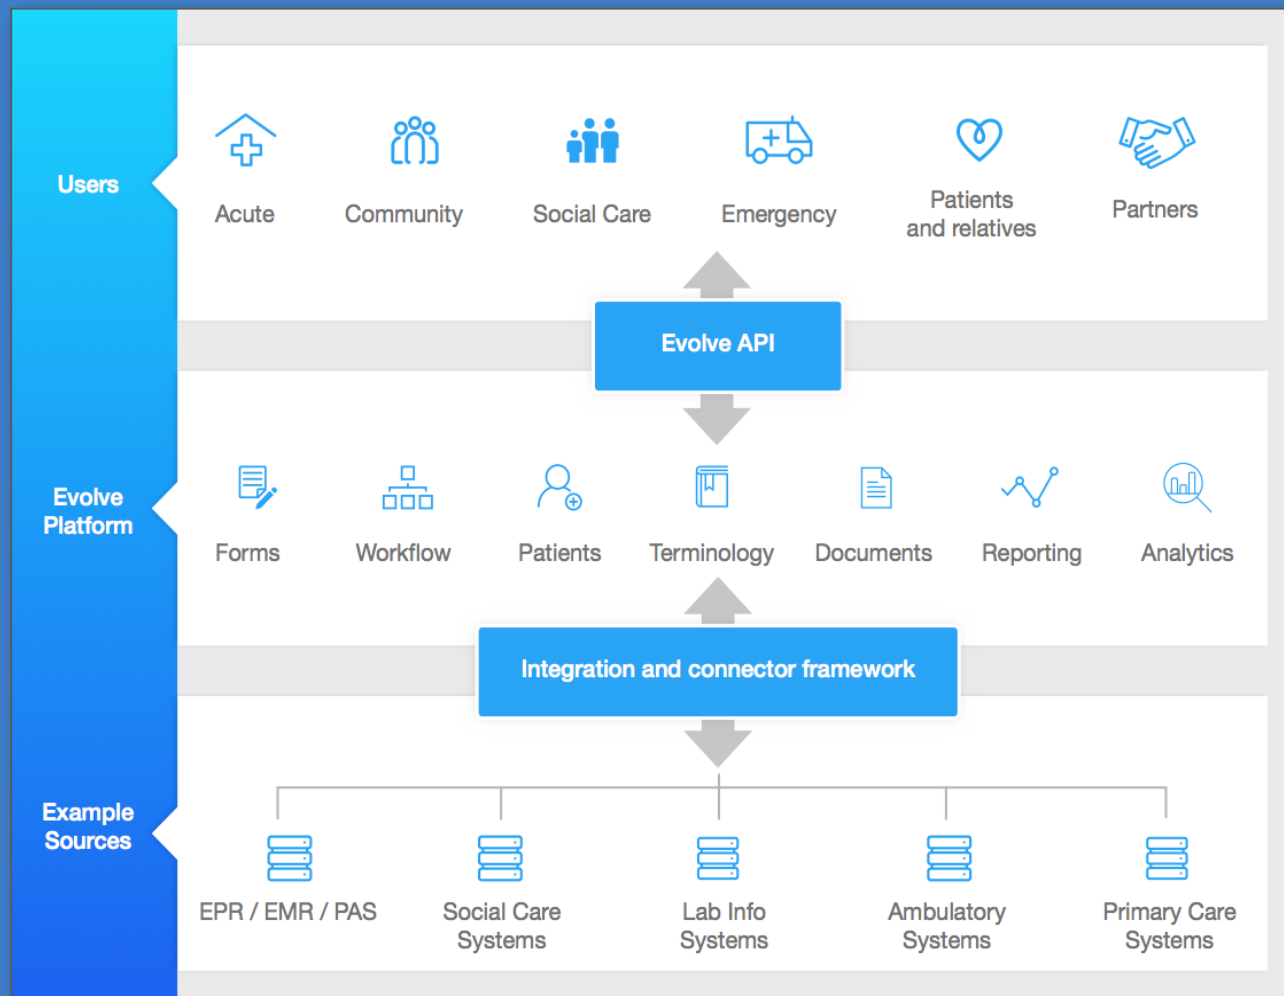 Users
Acute
Community
Social Care
Emergency
Patients
and relatives
Partners
Evolve API
Evolve
Platform
Forms
Workflow
Patients
Terminology
Documents
Reporting
Analytics
Integration and connector framework
Example
Sources
EPR / EMR / PAS
Social Care
Systems
Lab Info
Systems
Ambulatory
Systems
Primary Care
Systems